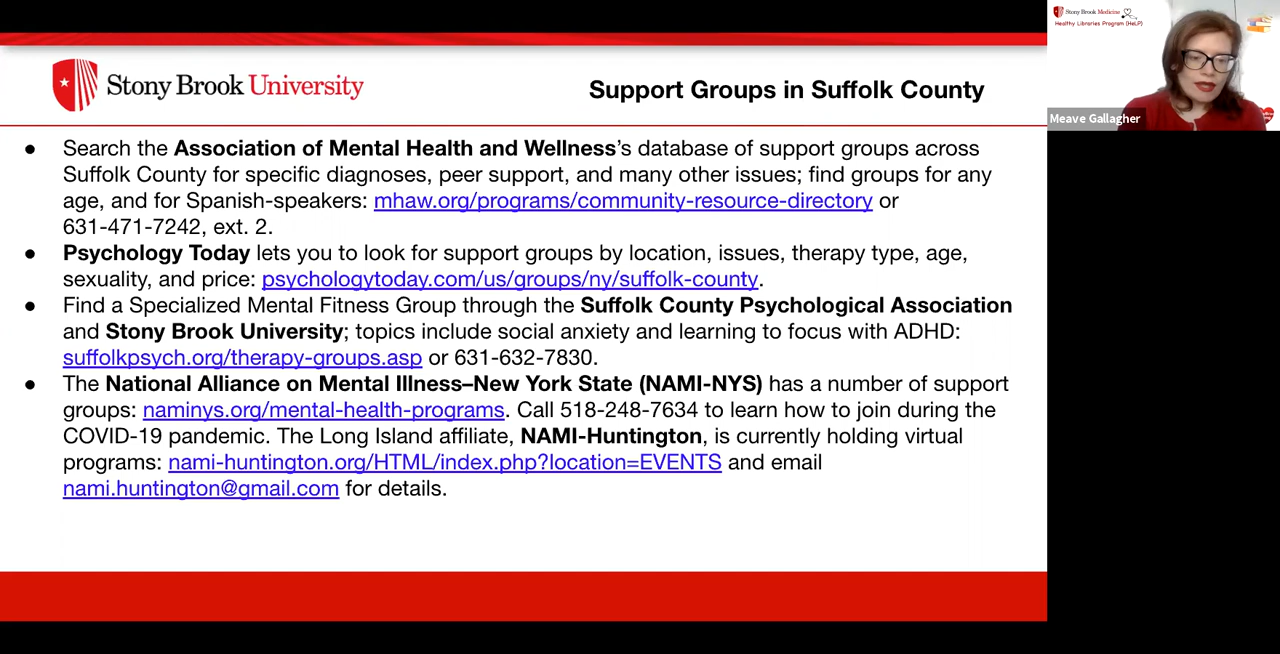 Stony Brook University
Support Groups in Suffolk County
● Search the Association of Mental Health and Wellness's database of support groups across
Suffolk County for specific diagnoses, peer support, and many other issues; find groups for any
age, and for Spanish-speakers: mhaw.org/programs/community-resource-directory or
631-471-7242, ext. 2.
● Psychology Today lets you to look for support groups by location, issues, therapy type, age,
sexuality, and price: psychologytoday.com/us/groups/ny/suffolk-county.
● Find a Specialized Mental Fitness Group through the Suffolk County Psychological Association
and Stony Brook University; topics include social anxiety and learning to focus with ADHD:
suffolkpsych.org/therapy-groups.asp or 631-632-7830.
● The National Alliance on Mental Illness–New York State (NAMI-NYS) has a number of support
groups: naminys.org/mental-health-programs. Call 518-248-7634 to learn how to join during the
COVID-19 pandemic. The Long Island affiliate, NAMI-Huntington, is currently holding virtual
programs: nami-huntington.org/HTML/index.php?location=EVENTS and email
nami.huntington@gmail.com for details.
Stony Brook Medicine
Healthy Libraries Program (HeLP)
Meave Gallagher